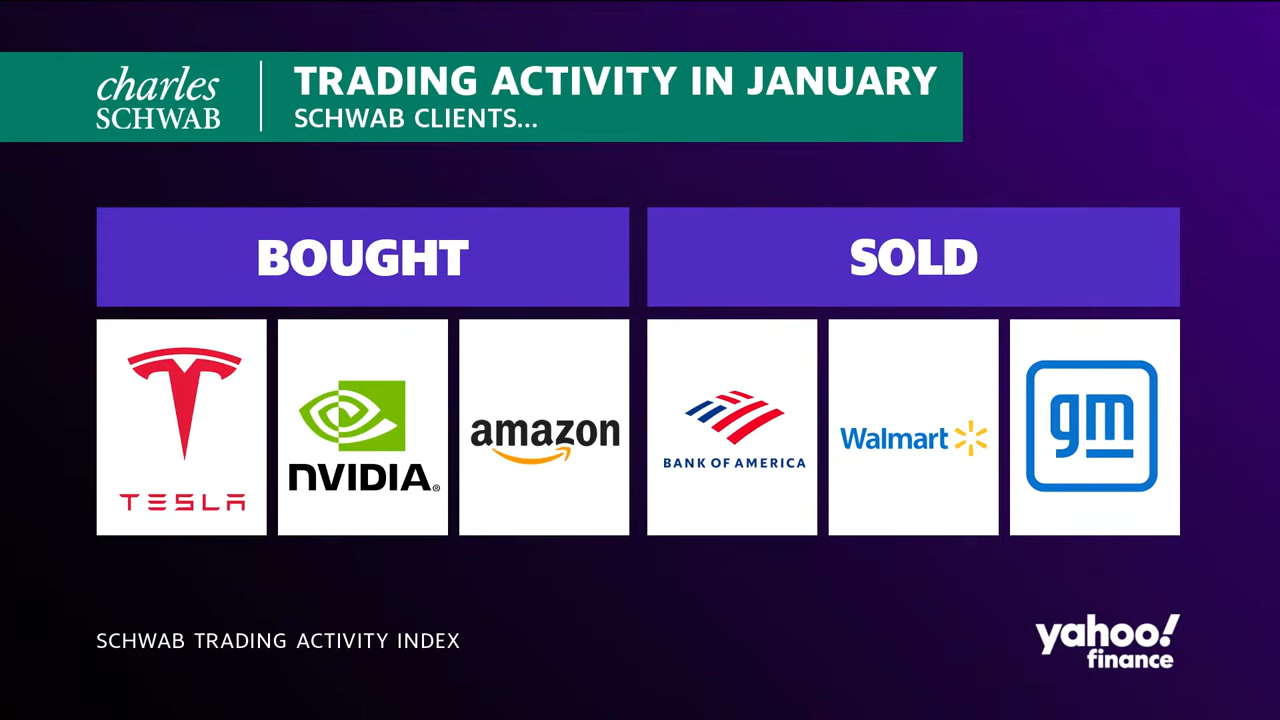 charles
SCHWAB
TRADING ACTIVITY IN JANUARY
SCHWAB CLIENTS...
BOUGHT
SOLD
TESLA
NVIDIA®
amazon
BANK OF AMERICA
Walmart
gm
SCHWAB TRADING ACTIVITY INDEX
yahoo!
finance